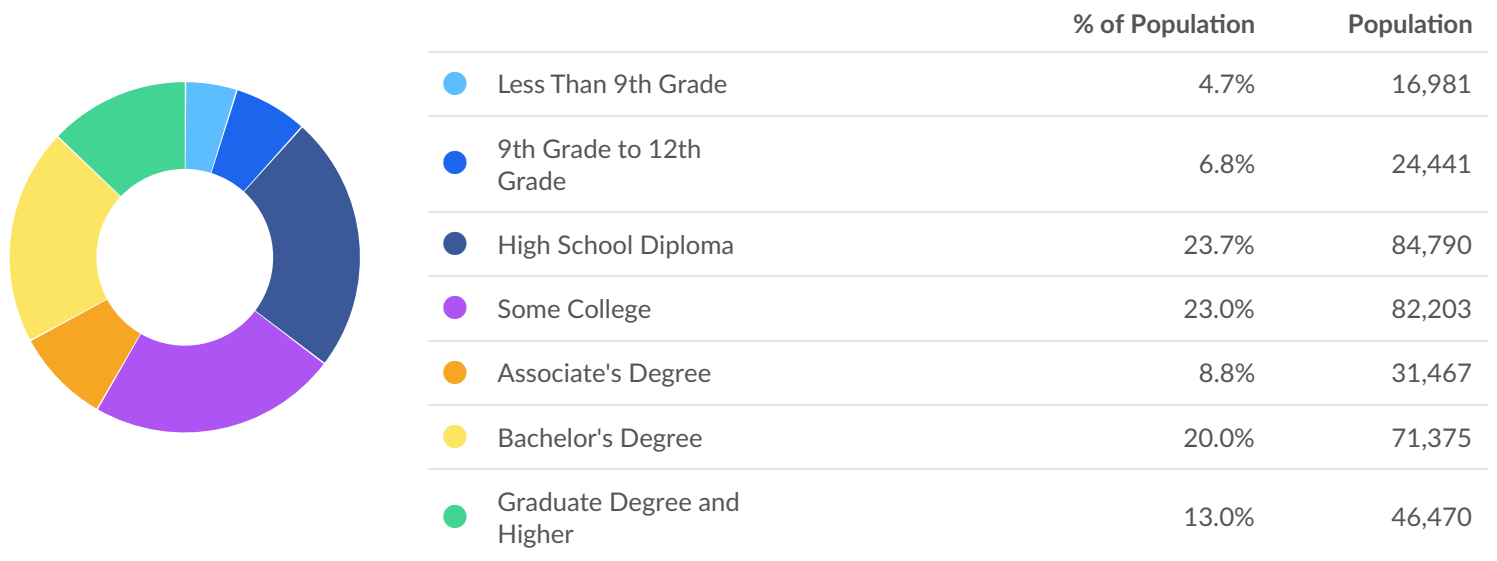 % of Population Population
Less Than 9th Grade 4.7% 16,981
9th Grade to 12th
Grade 6.8% 24,441
High School Diploma 23.7% 84,790
Some College 23.0% 82,203
Associate's Degree 8.8% 31,467
Bachelor's Degree 20.0% 71,375
Graduate Degree and
Higher 13.0% 46,470